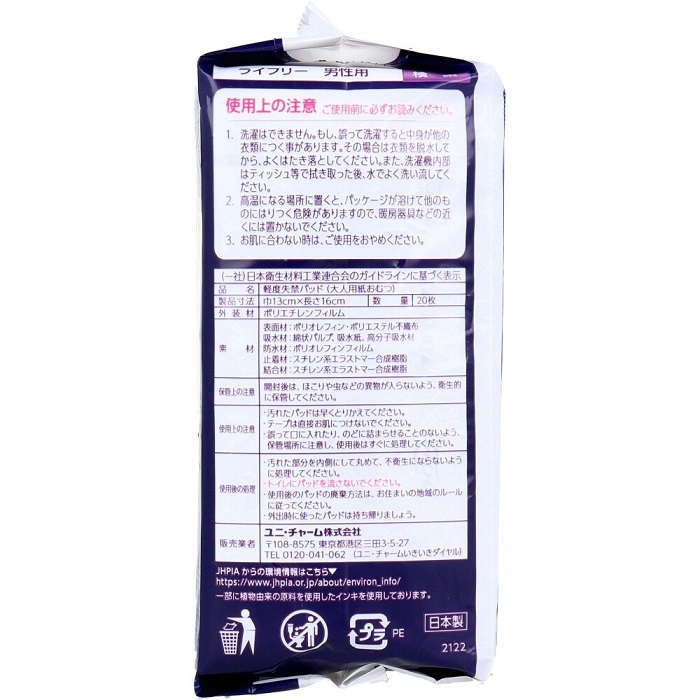 ライフリー 男性用
使用上の注意 ご使用前に必ずお読みください。
1. 洗濯はできません。もし、誤って洗濯すると中身が他の
衣類につく事があります。その場合は衣類を脱水して
から、よくはたき落としてください。また、洗濯機内部
はティッシュ等で拭き取った後、水でよく洗い流してく
ださい。
2. 高温になる場所に置くと、パッケージが溶けて他のも
のにはりつく危険がありますので、暖房器具などの近
くには置かないでください。
3. お肌に合わない時は、ご使用をおやめください。
(一社)日本衛生材料工業連合会のガイドラインに基づく表示
品名 軽度失禁パッド(大人用紙おむつ)
製品寸法 巾13cm×長さ16cm 数量 20枚
外装材 ポリエチレンフィルム
素材 表面材:ポリオレフィン・ポリエステル不織布
吸水材:綿状パルプ、吸水紙、高分子吸水材
防水材:ポリオレフィンフィルム
止着材:スチレン系エラストマー合成樹脂
結合材:スチレン系エラストマー合成樹脂
保管上の注意 開封後は、ほこりや虫などの異物が入らないよう、衛生的
に保管してください。
使用上の注意 ・汚れたパッドは早くとりかえてください。
・テープは直接お肌につけないでください。
・誤って口に入れたり、のどに詰まらせることのないよう、
保管場所に注意し、使用後はすぐに処理してください。
使用後の処理 ・汚れた部分を内側にして丸めて、不衛生にならないよう
に処理してください。
・トイレにパッドを流さないでください。
・使用後のパッドの廃棄方法は、お住まいの地域のルール
に従ってください。
・外出時に使ったパッドは持ち帰りましょう。
販売業者 ユニ・チャーム株式会社
〒108-8575 東京都港区三田3-5-27
TEL 0120-041-062 (ユニ・チャームいきいきダイヤル)
JHPIAからの環境情報はこちら▼
https://www.jhpia.or.jp/about/environ_info/
一部に植物由来の原料を使用したインキを使用しております。
プラ PE 日本製
2122